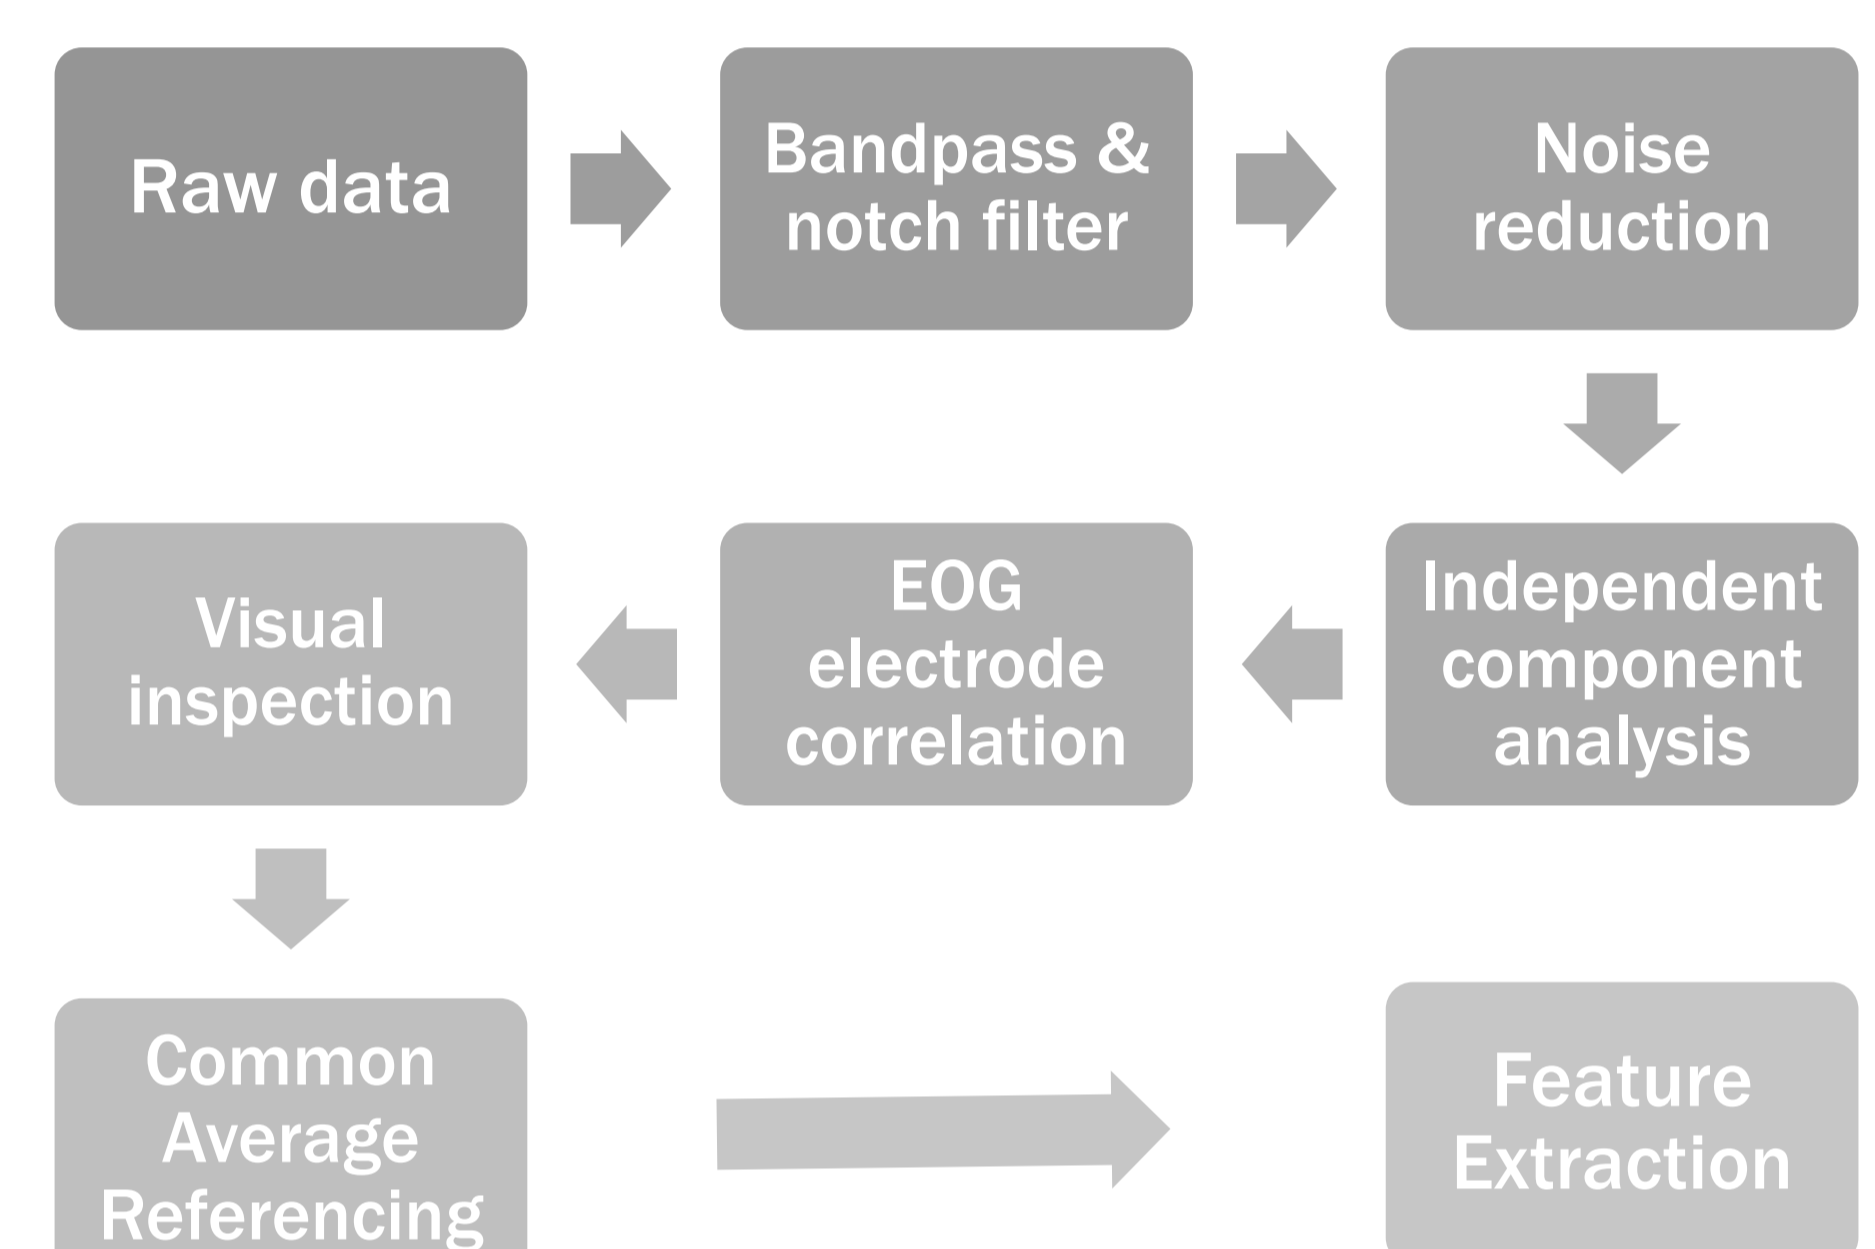 Raw data
Bandpass &
notch filter
Noise
reduction
Independent
component
analysis
EOG
electrode
correlation
Visual
inspection
Common
Average
Referencing
Feature
Extraction